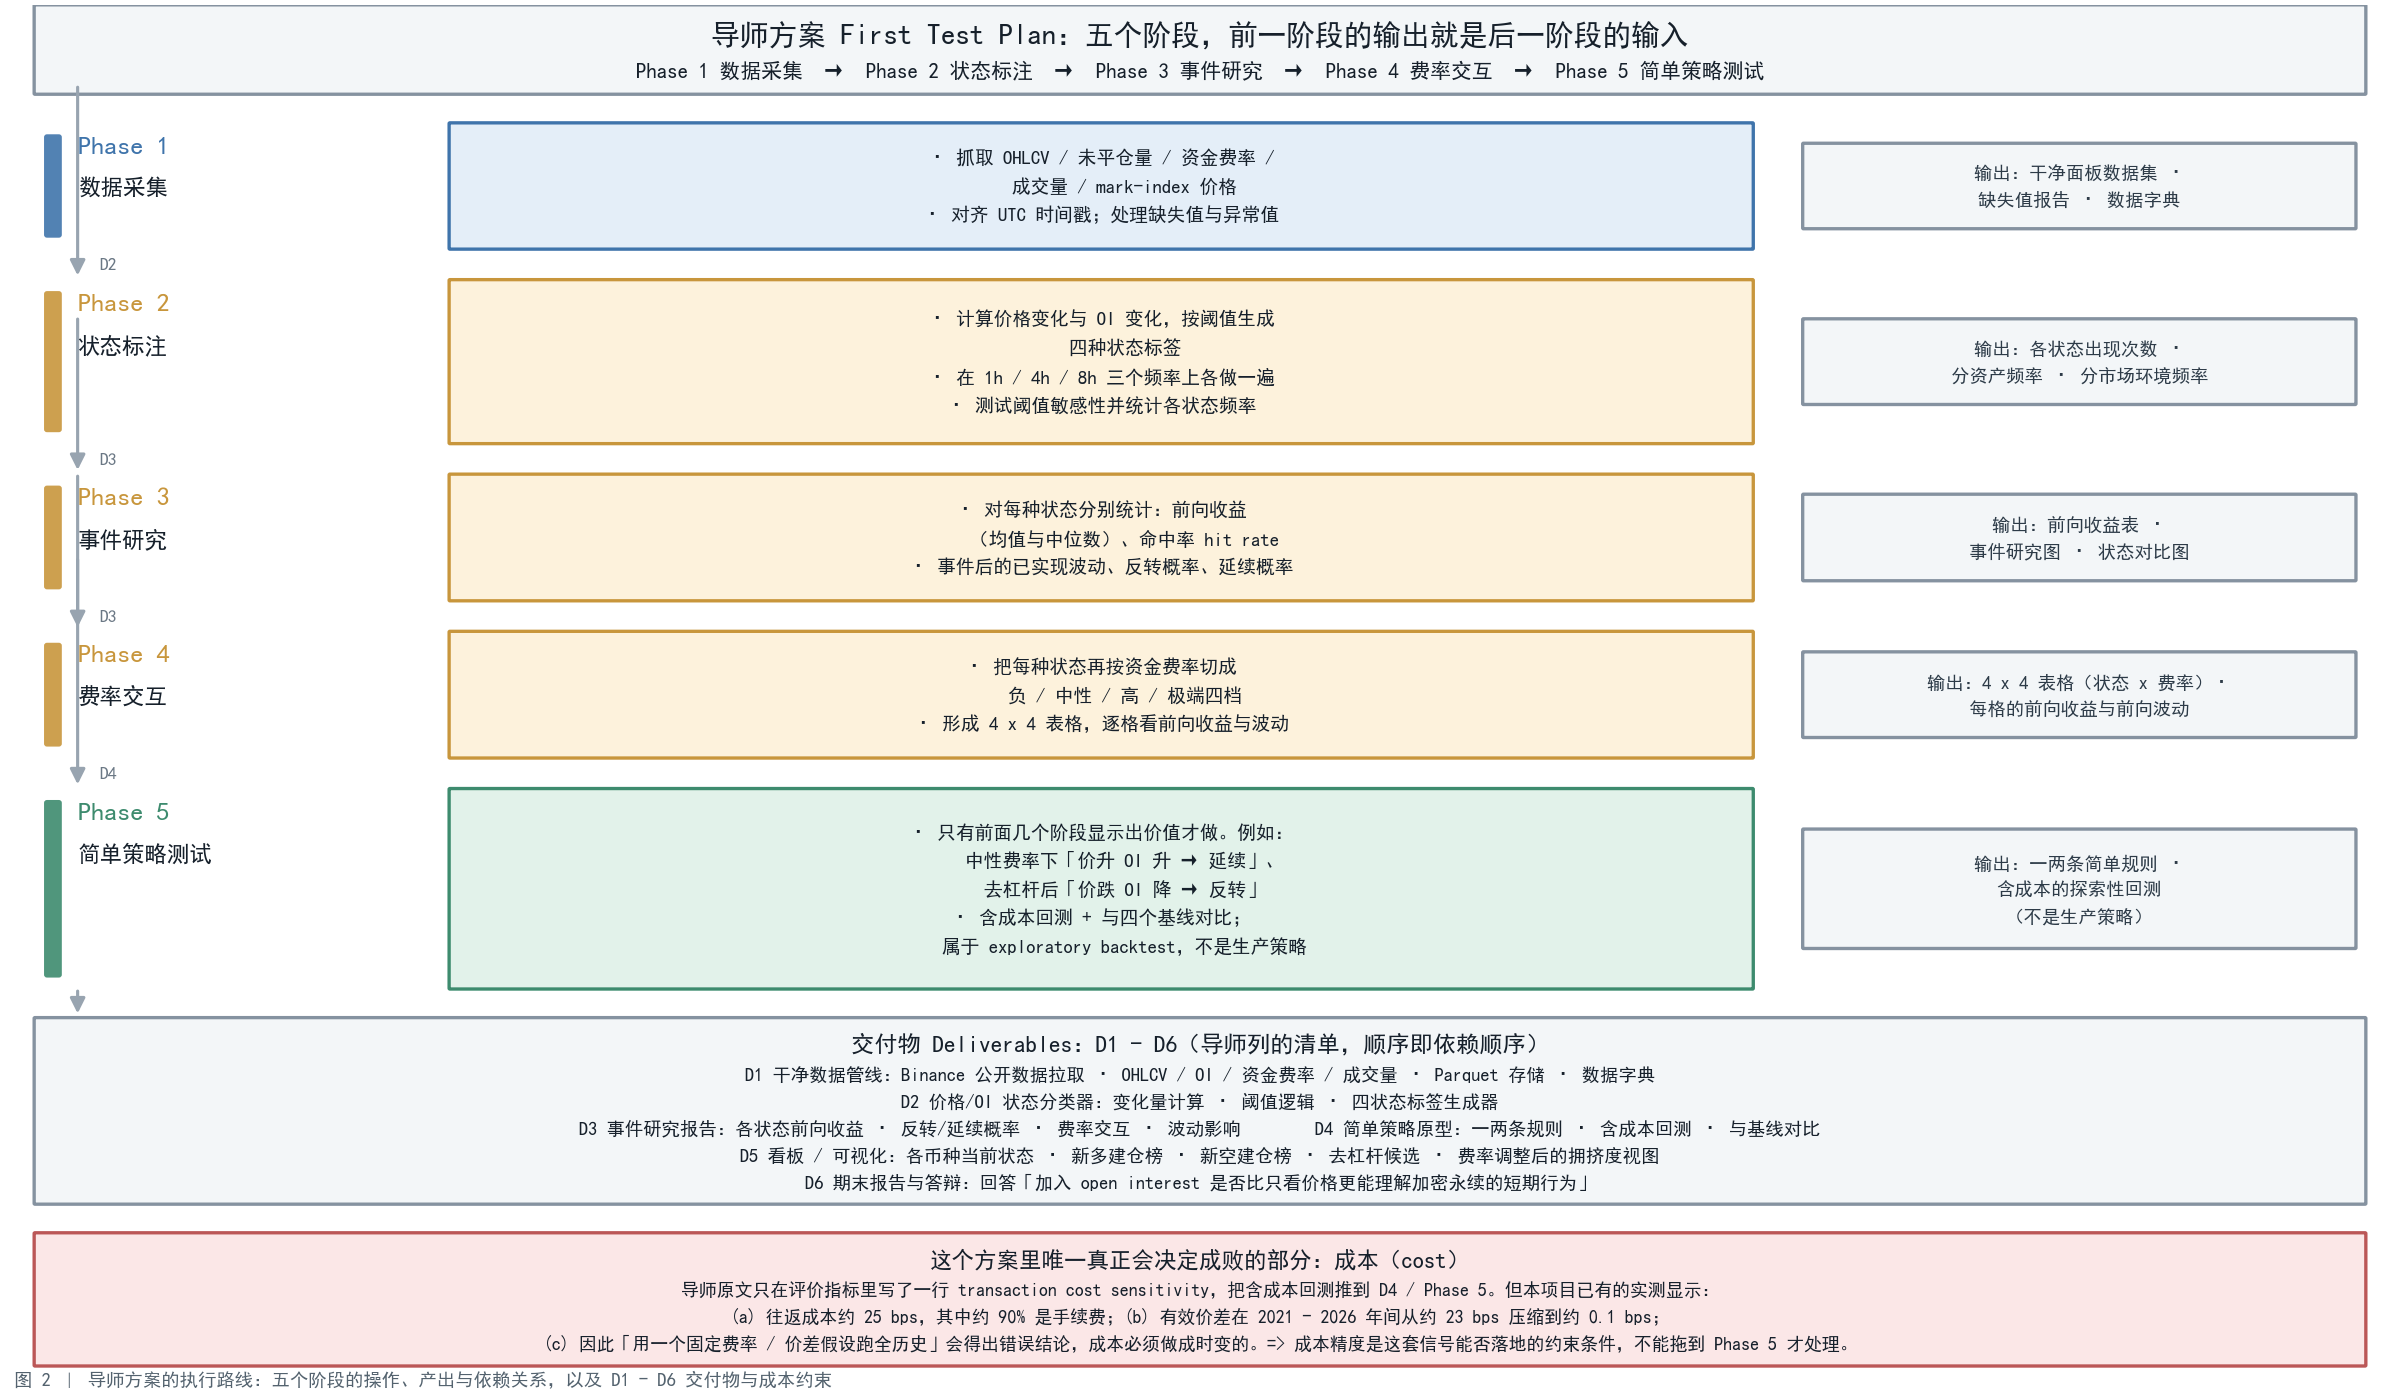 导师方案 First Test Plan：五个阶段，前一阶段的输出就是后一阶段的输入
Phase 1 数据采集 → Phase 2 状态标注 → Phase 3 事件研究 → Phase 4 费率交互 → Phase 5 简单策略测试
Phase 1
数据采集
· 抓取 OHLCV / 未平仓量 / 资金费率 /
成交量 / mark-index 价格
· 对齐 UTC 时间戳；处理缺失值与异常值
输出：干净面板数据集 ·
缺失值报告 · 数据字典
D2
Phase 2
状态标注
· 计算价格变化与 OI 变化，按阈值生成
四种状态标签
· 在 1h / 4h / 8h 三个频率上各做一遍
· 测试阈值敏感性并统计各状态频率
输出：各状态出现次数 ·
分资产频率 · 分市场环境频率
D3
Phase 3
事件研究
· 对每种状态分别统计：前向收益
（均值与中位数）、命中率 hit rate
· 事件后的已实现波动、反转概率、延续概率
输出：前向收益表 ·
事件研究图 · 状态对比图
D3
Phase 4
费率交互
· 把每种状态再按资金费率切成
负 / 中性 / 高 / 极端四档
· 形成 4 x 4 表格，逐格看前向收益与波动
输出：4 x 4 表格（状态 x 费率） ·
每格的前向收益与前向波动
D4
Phase 5
简单策略测试
· 只有前面几个阶段显示出价值才做。例如：
中性费率下「价升 OI 升 → 延续」、
去杠杆后「价跌 OI 降 → 反转」
· 含成本回测 + 与四个基线对比；
属于 exploratory backtest，不是生产策略
输出：一两条简单规则 ·
含成本的探索性回测
（不是生产策略）
交付物 Deliverables：D1 - D6（导师列的清单，顺序即依赖顺序）
D1 干净数据管线：Binance 公开数据拉取 · OHLCV / OI / 资金费率 / 成交量 · Parquet 存储 · 数据字典
D2 价格/OI 状态分类器：变化量计算 · 阈值逻辑 · 四状态标签生成器
D3 事件研究报告：各状态前向收益 · 反转/延续概率 · 费率交互 · 波动影响 D4 简单策略原型：一两条规则 · 含成本回测 · 与基线对比
D5 看板 / 可视化：各币种当前状态 · 新多建仓榜 · 新空建仓榜 · 去杠杆候选 · 费率调整后的拥挤度视图
D6 期末报告与答辩：回答「加入 open interest 是否比只看价格更能理解加密永续的短期行为」
这个方案里唯一真正会决定成败的部分：成本（cost）
导师原文只在评价指标里写了一行 transaction cost sensitivity，把含成本回测推到 D4 / Phase 5。但本项目已有的实测显示：
(a) 往返成本约 25 bps，其中约 90% 是手续费；(b) 有效价差在 2021 - 2026 年间从约 23 bps 压缩到约 0.1 bps；
(c) 因此「用一个固定费率 / 价差假设跑全历史」会得出错误结论，成本必须做成时变的。=> 成本精度是这套信号能否落地的约束条件，不能拖到 Phase 5 才处理。
图 2 | 导师方案的执行路线：五个阶段的操作、产出与依赖关系，以及 D1 - D6 交付物与成本约束